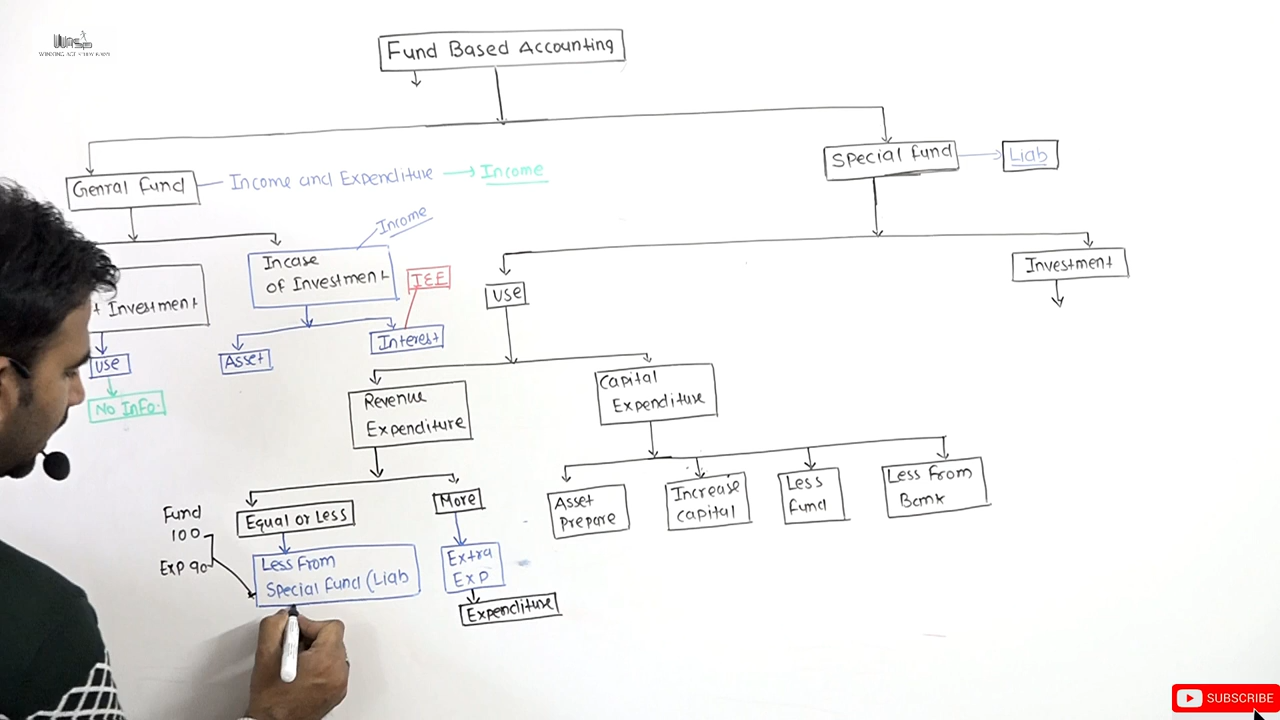 Fund Based Accounting
Genral Fund
Income and Expenditure
Income
Special Fund
Liab
Income
Incase
of Investment
I&E
t Investment
Use
No Info.
Asset
Interest
Use
Investment
Revenue
Expenditure
Capital
Expenditure
Equal or Less
More
Asset
Prepare
Increase
Capital
Less
Fund
Less From
Bank
Fund
100
Exp 90
Less From
Special Fund (Liab
Extra
Exp
Expenditure
SUBSCRIBE